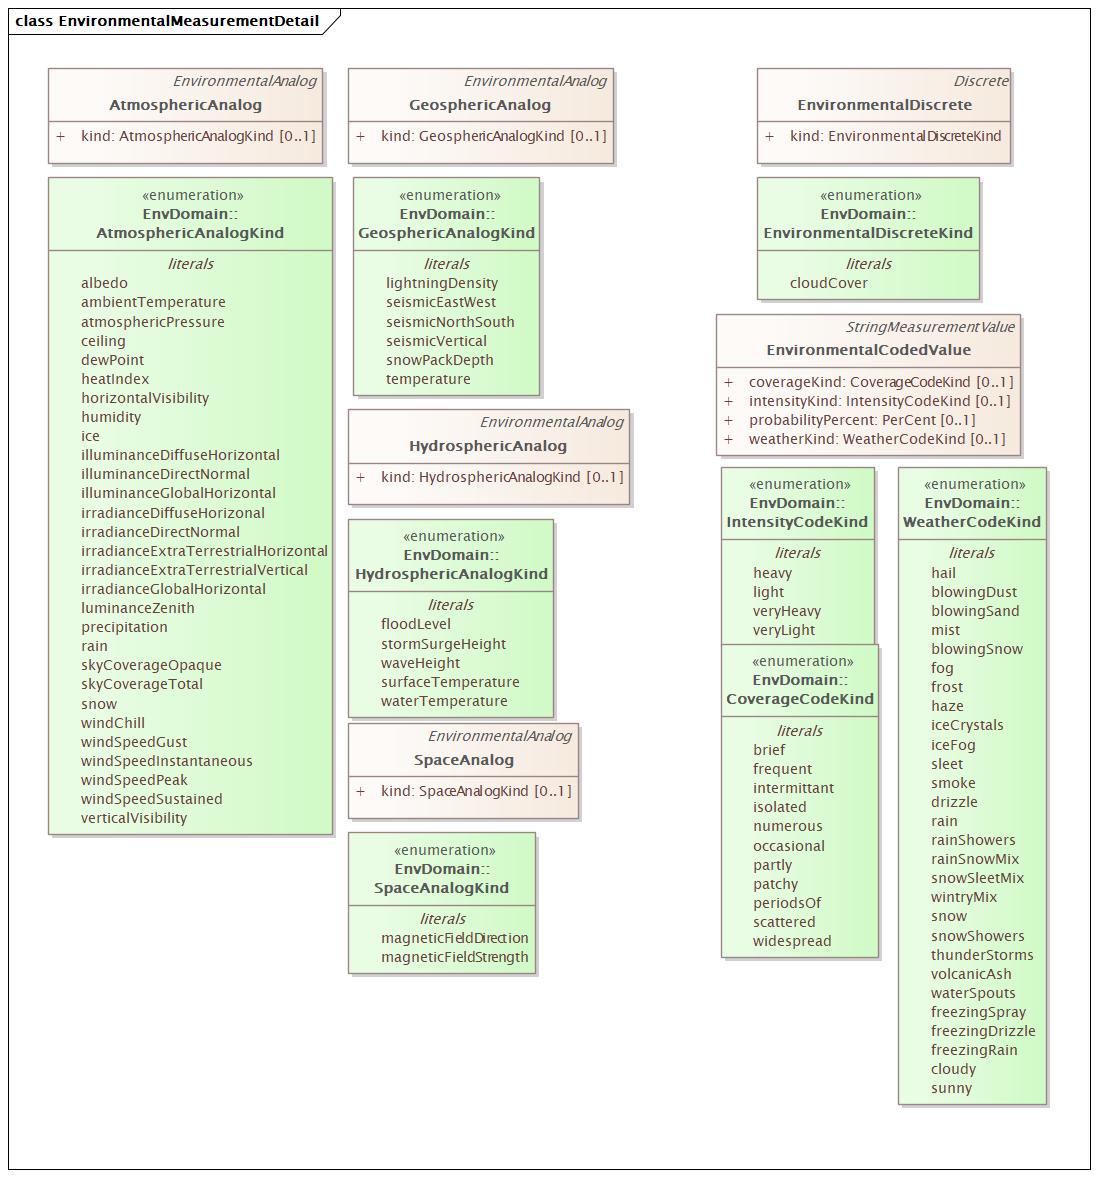 class EnvironmentalMeasurementDetail
EnvironmentalAnalog
AtmosphericAnalog
+ kind: AtmosphericAnalogKind [0..1]
«enumeration»
EnvDomain::
AtmosphericAnalogKind
literals
albedo
ambientTemperature
atmosphericPressure
ceiling
dewPoint
heatIndex
horizontalVisibility
humidity
ice
illuminanceDiffuseHorizontal
illuminanceDirectNormal
illuminanceGlobalHorizontal
irradianceDiffuseHorizonal
irradianceDirectNormal
irradianceExtraTerrestrialHorizontal
irradianceExtraTerrestrialVertical
irradianceGlobalHorizontal
luminanceZenith
precipitation
rain
skyCoverageOpaque
skyCoverageTotal
snow
windChill
windSpeedGust
windSpeedInstantaneous
windSpeedPeak
windSpeedSustained
verticalVisibility
EnvironmentalAnalog
GeosphericAnalog
+ kind: GeosphericAnalogKind [0..1]
«enumeration»
EnvDomain::
GeosphericAnalogKind
literals
lightningDensity
seismicEastWest
seismicNorthSouth
seismicVertical
snowPackDepth
temperature
EnvironmentalAnalog
HydrosphericAnalog
+ kind: HydrosphericAnalogKind [0..1]
«enumeration»
EnvDomain::
HydrosphericAnalogKind
literals
floodLevel
stormSurgeHeight
waveHeight
surfaceTemperature
waterTemperature
EnvironmentalAnalog
SpaceAnalog
+ kind: SpaceAnalogKind [0..1]
«enumeration»
EnvDomain::
SpaceAnalogKind
literals
magneticFieldDirection
magneticFieldStrength
Discrete
EnvironmentalDiscrete
+ kind: EnvironmentalDiscreteKind
«enumeration»
EnvDomain::
EnvironmentalDiscreteKind
literals
cloudCover
StringMeasurementValue
EnvironmentalCodedValue
+ coverageKind: CoverageCodeKind [0..1]
+ intensityKind: IntensityCodeKind [0..1]
+ probabilityPercent: PerCent [0..1]
+ weatherKind: WeatherCodeKind [0..1]
«enumeration»
EnvDomain::
IntensityCodeKind
literals
heavy
light
veryHeavy
veryLight
«enumeration»
EnvDomain::
CoverageCodeKind
literals
brief
frequent
intermittant
isolated
numerous
occasional
partly
patchy
periodsOf
scattered
widespread
«enumeration»
EnvDomain::
WeatherCodeKind
literals
hail
blowingDust
blowingSand
mist
blowingSnow
fog
frost
haze
iceCrystals
iceFog
sleet
smoke
drizzle
rain
rainShowers
rainSnowMix
snowSleetMix
wintryMix
snow
snowShowers
thunderStorms
volcanicAsh
waterSpouts
freezingSpray
freezingDrizzle
freezingRain
cloudy
sunny